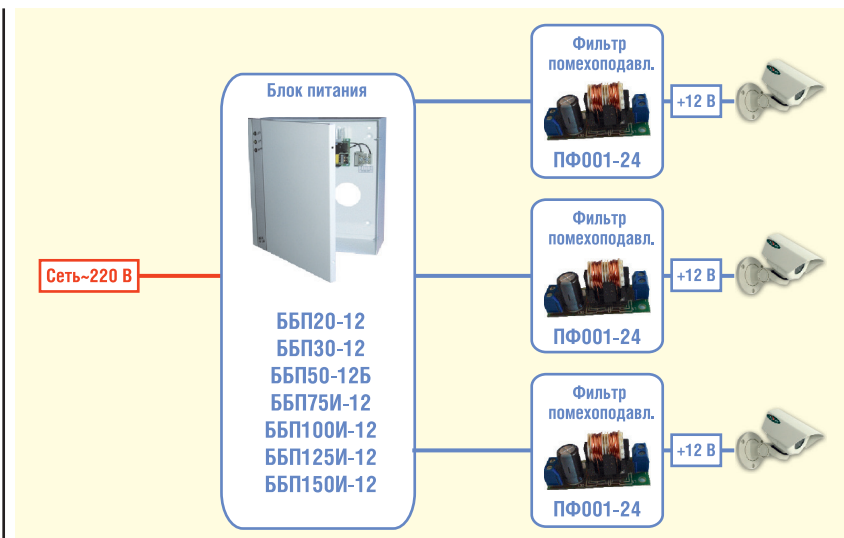 Сеть~220 В
Блок питания
ББП20-12
ББП30-12
ББП50-12Б
ББП75И-12
ББП100И-12
ББП125И-12
ББП150И-12
Фильтр
помехоподавл.
ПФ001-24
+12 В
Фильтр
помехоподавл.
ПФ001-24
+12 В
Фильтр
помехоподавл.
ПФ001-24
+12 В